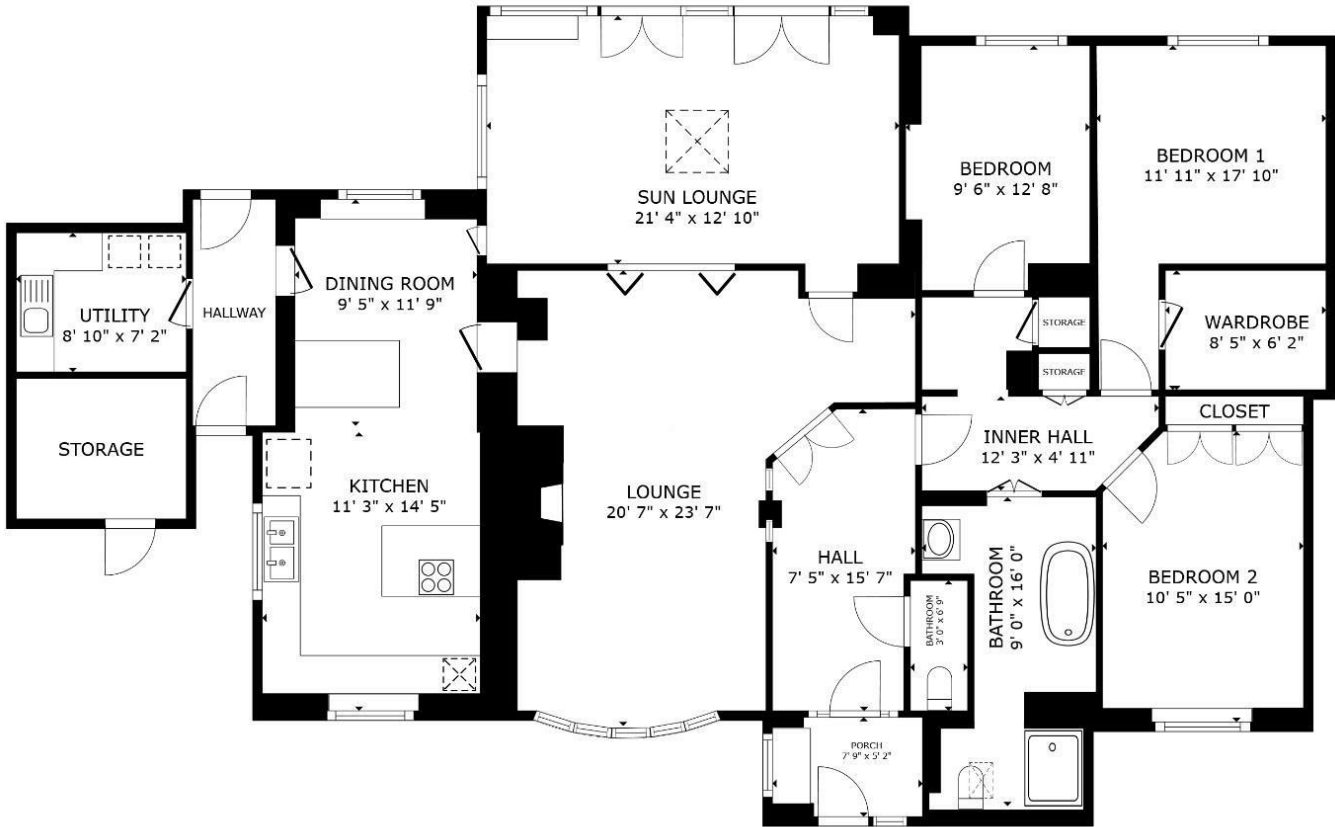 SUN LOUNGE
21' 4" x 12' 10"
BEDROOM
9' 6" x 12' 8"
BEDROOM 1
11' 11" x 17' 10"
UTILITY
8' 10" x 7' 2"
HALLWAY
DINING ROOM
9' 5" x 11' 9"
STORAGE
WARDROBE
8' 5" x 6' 2"
STORAGE
CLOSET
STORAGE
KITCHEN
11' 3" x 14' 5"
LOUNGE
20' 7" x 23' 7"
INNER HALL
12' 3" x 4' 11"
HALL
7' 5" x 15' 7"
BATHROOM
3' 0" x 6' 9"
BATHROOM
9' 0" x 16' 0"
BEDROOM 2
10' 5" x 15' 0"
PORCH
7' 9" x 5' 2"